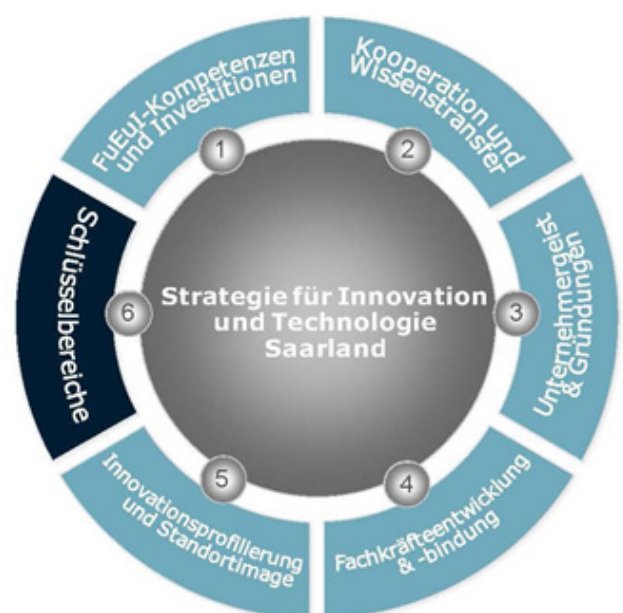 Strategie für Innovation
und Technologie
Saarland
1
FuEuI-Kompetenzen
und Investitionen
2
Kooperation und
Wissenstransfer
3
Unternehmergeist
& Gründungen
4
Fachkräfteentwicklung
& -bindung
5
Innovationsprofilierung
und Standortimage
6
Schlüsselbereiche